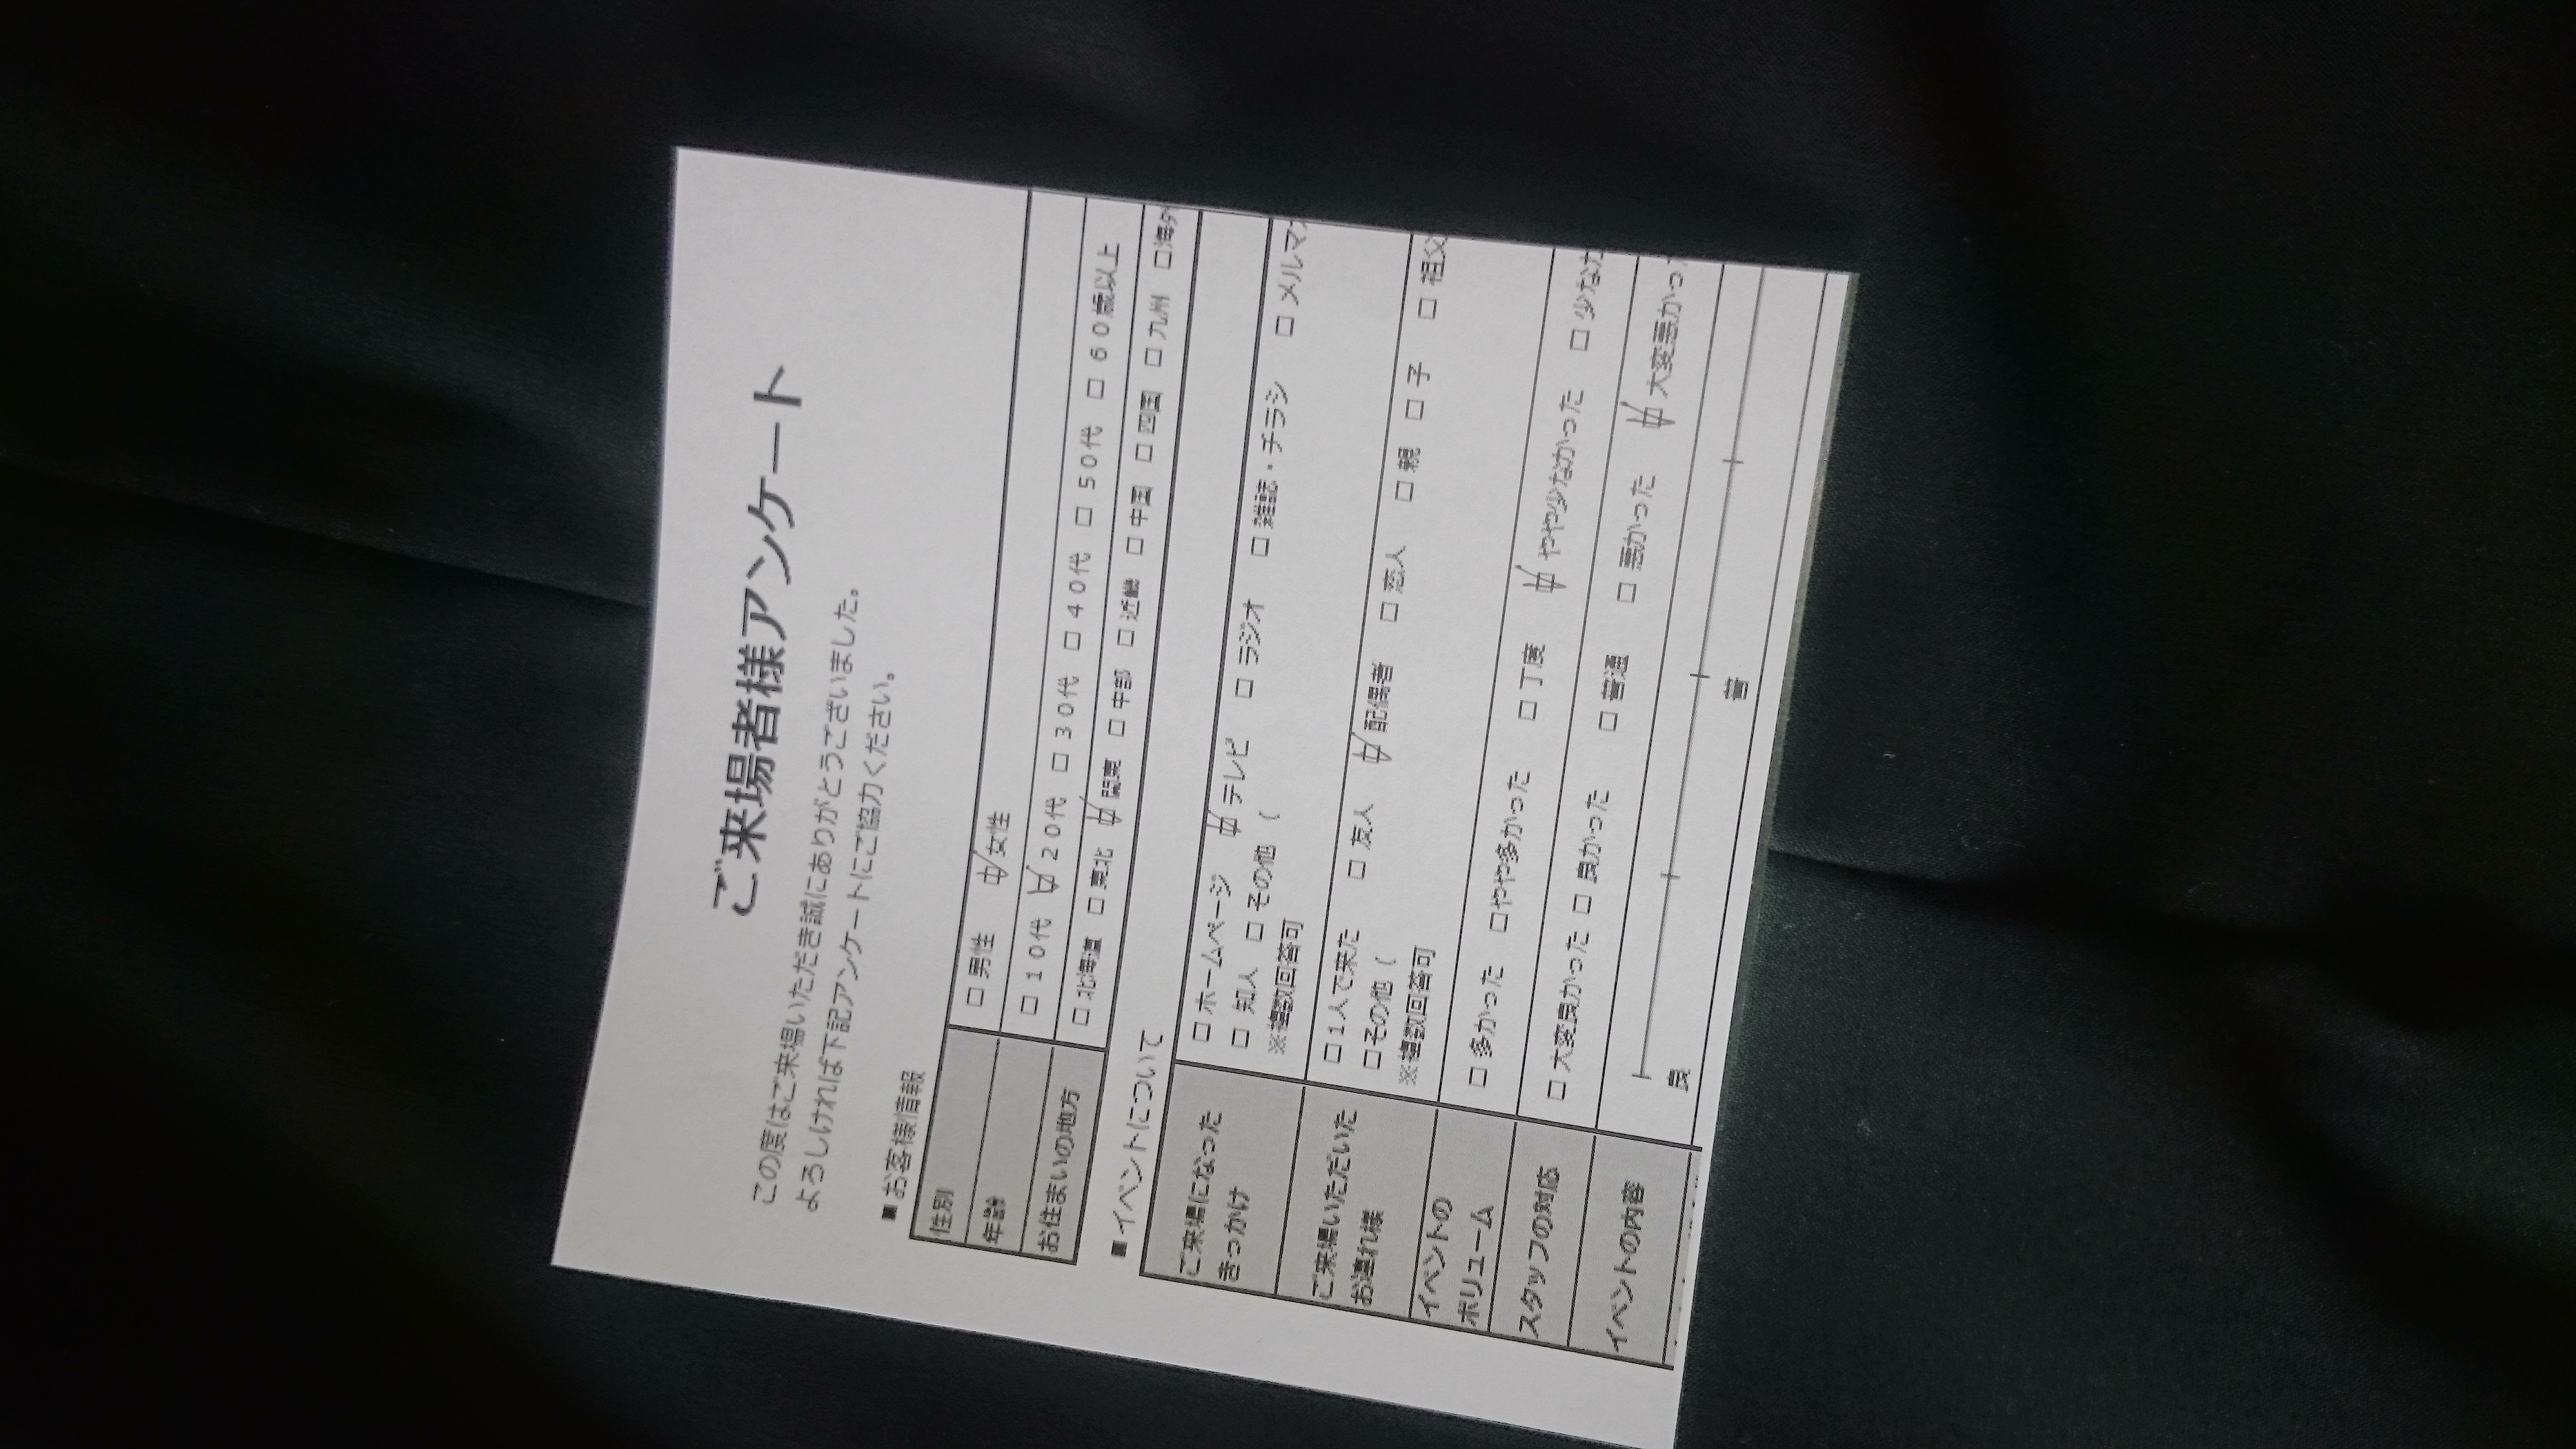 ご来場者様アンケート
この度はご来場いただき誠にありがとうございました。
よろしければ下記アンケートにご協力ください。
■お客様情報
性別 □ 男性 ☑ 女性
年齢 □ 10代 ☑ 20代 □ 30代 □ 40代 □ 50代 □ 60歳以上
お住まいの地方 □ 北海道 □ 東北 ☑ 関東 □ 中部 □ 近畿 □ 中国 □ 四国 □ 九州 □海外
■イベントについて
ご来場になった
きっかけ
□ ホームページ ☑ テレビ □ ラジオ □ 雑誌・チラシ □ メルマ
□ 知人 □ その他 (
※複数回答可
ご来場いただいた
お連れ様
□1人で来た □ 友人 ☑ 配偶者 □ 恋人 □ 親 □ 子 □ 祖父
□その他 (
※複数回答可
イベントの
ボリューム
□ 多かった □やや多かった □ 丁度 ☑ やや少なかった □ 少な
スタッフの対応 □ 大変良かった □ 良かった □ 普通 □ 悪かった ☑ 大変悪かっ
イベントの内容
良 普